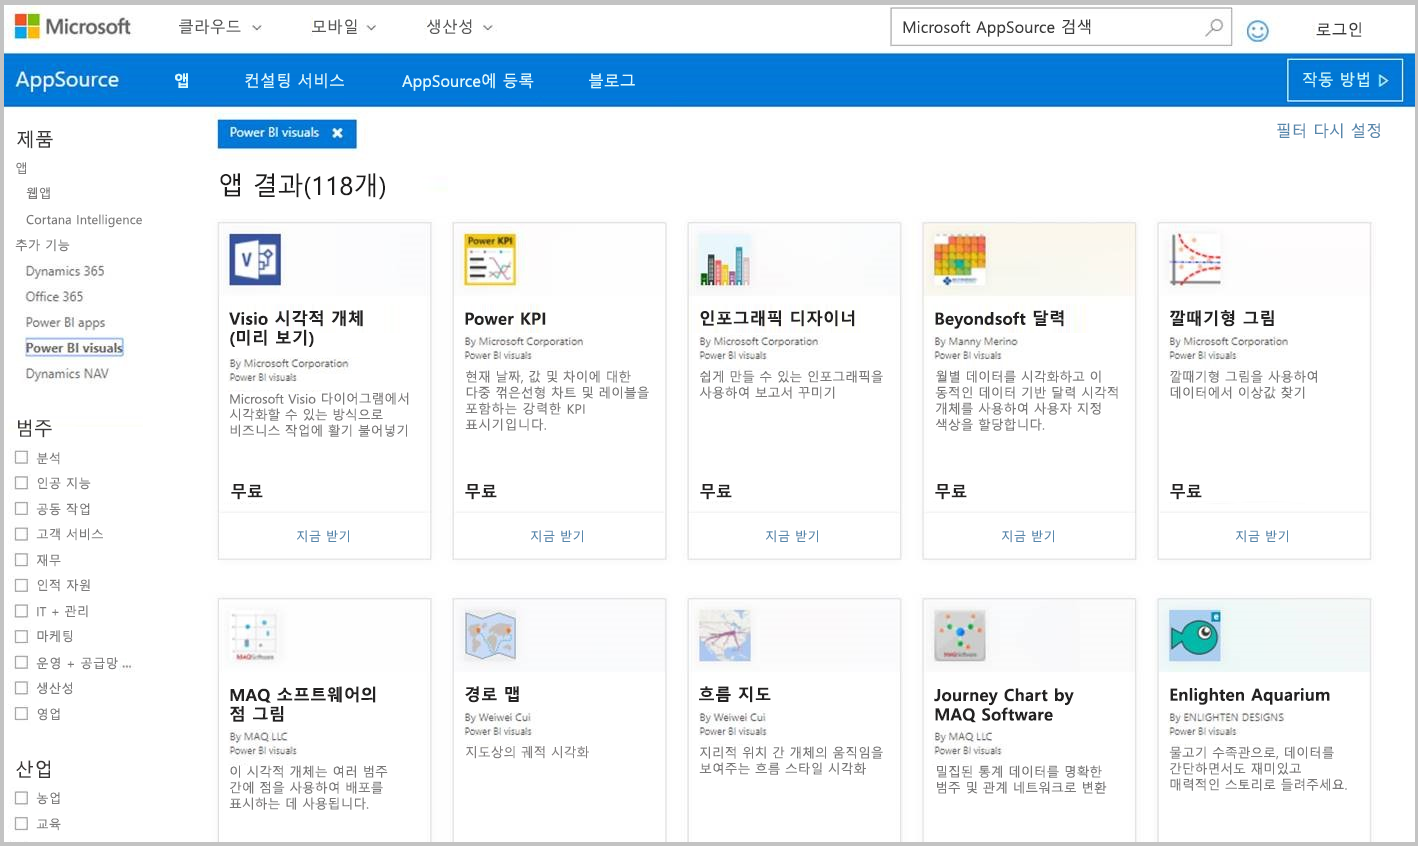 Microsoft
클라우드
모바일
생산성
Microsoft AppSource 검색
로그인
AppSource
앱
컨설팅 서비스
AppSource에 등록
블로그
작동 방법
제품
앱
웹앱
Cortana Intelligence
추가 기능
Dynamics 365
Office 365
Power BI apps
Power BI visuals
Dynamics NAV
범주
분석
인공 지능
공동 작업
고객 서비스
재무
인적 자원
IT + 관리
마케팅
운영 + 공급망 ...
생산성
영업
산업
농업
교육
Power BI visuals
필터 다시 설정
앱 결과(118개)
Visio 시각적 개체
(미리 보기)
By Microsoft Corporation
Power BI visuals
Microsoft Visio 다이어그램에서
시각화할 수 있는 방식으로
비즈니스 작업에 활기 불어넣기
무료
지금 받기
Power KPI
Power KPI
By Microsoft Corporation
Power BI visuals
현재 날짜, 값 및 차이에 대한
다중 꺾은선형 차트 및 레이블을
포함하는 강력한 KPI
표시기입니다.
무료
지금 받기
인포그래픽 디자이너
By Microsoft Corporation
Power BI visuals
쉽게 만들 수 있는 인포그래픽을
사용하여 보고서 꾸미기
무료
지금 받기
Beyondsoft 달력
By Manny Merino
Power BI visuals
월별 데이터를 시각화하고 이
동적인 데이터 기반 달력 시각적
개체를 사용하여 사용자 지정
색상을 할당합니다.
무료
지금 받기
깔때기형 그림
By Microsoft Corporation
Power BI visuals
깔때기형 그림을 사용하여
데이터에서 이상값 찾기
무료
지금 받기
MAQSoftware
MAQ 소프트웨어의
점 그림
By MAQ LLC
Power BI visuals
이 시각적 개체는 여러 범주
간에 점을 사용하여 배포를
표시하는 데 사용됩니다.
경로 맵
By Weiwei Cui
Power BI visuals
지도상의 궤적 시각화
흐름 지도
By Weiwei Cui
Power BI visuals
지리적 위치 간 개체의 움직임을
보여주는 흐름 스타일 시각화
MAQSoftware
Journey Chart by
MAQ Software
By MAQ LLC
Power BI visuals
밀집된 통계 데이터를 명확한
범주 및 관계 네트워크로 변환
Enlighten Aquarium
By ENLIGHTEN DESIGNS
Power BI visuals
물고기 수족관으로, 데이터를
간단하면서도 재미있고
매력적인 스토리로 들려주세요.